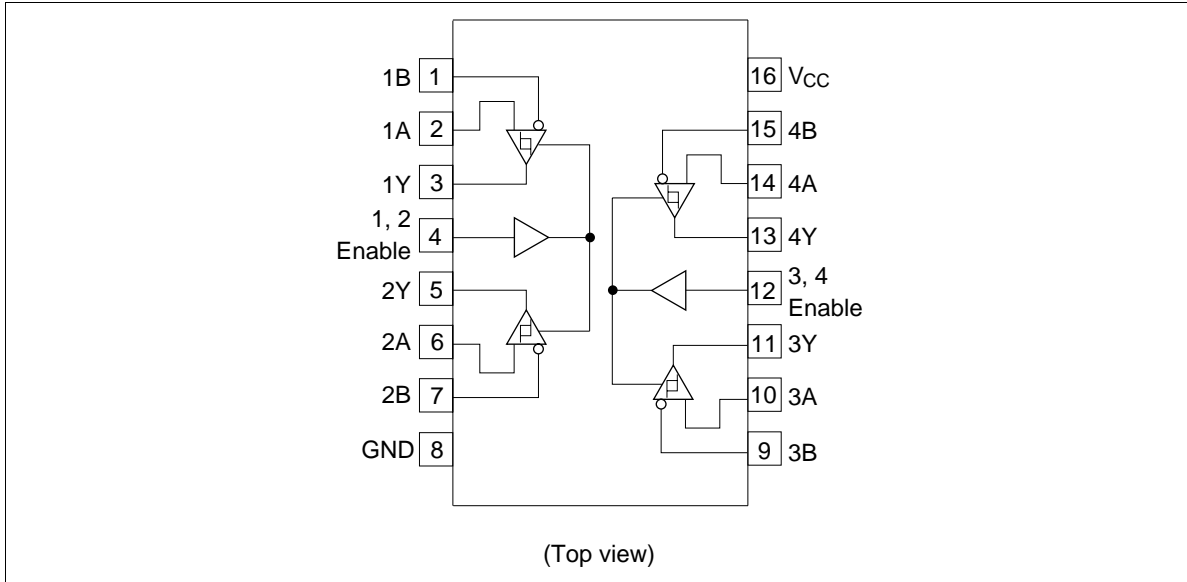 1B 1
1A 2
1Y 3
1, 2
Enable 4
2Y 5
2A 6
2B 7
GND 8
16 VCC
15 4B
14 4A
13 4Y
12 3, 4
Enable
11 3Y
10 3A
9 3B
(Top view)